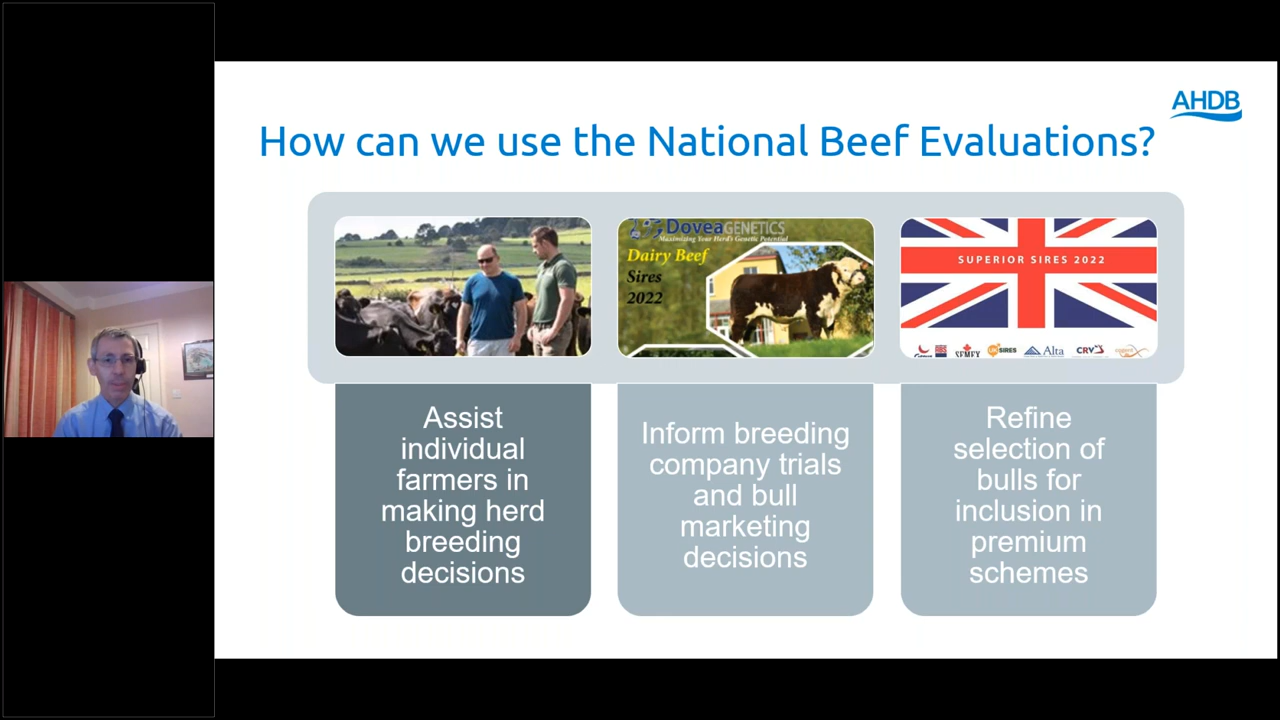 AHDB
How can we use the National Beef Evaluations?
DoveaGENETICS
Maximizing Your Herd's Genetic Potential
Dairy Beef
Sires
2022
SUPERIOR SIRES 2022
SEMEX
SIRES
Alta
CRV
Assist
individual
farmers in
making herd
breeding
decisions
Inform breeding
company trials
and bull
marketing
decisions
Refine
selection of
bulls for
inclusion in
premium
schemes